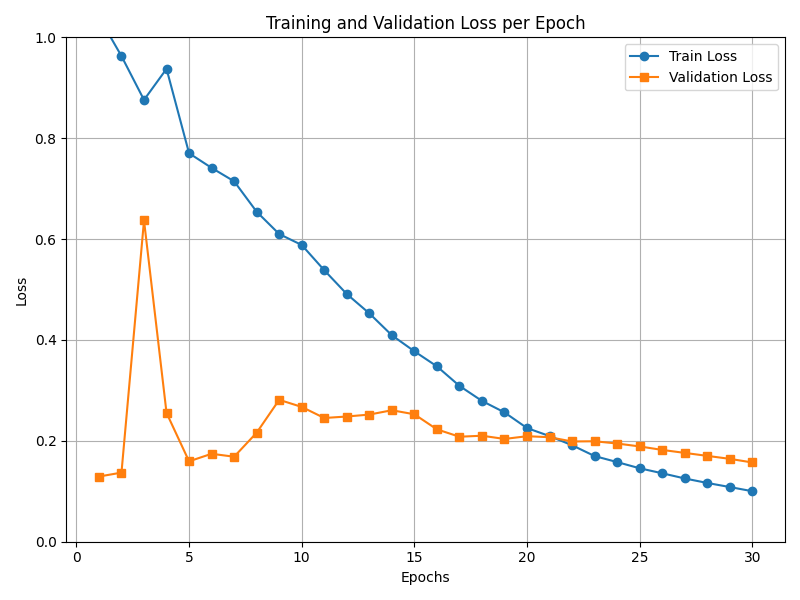 Training and Validation Loss per Epoch
Train Loss
Validation Loss
1.0
0.8
0.6
0.4
0.2
0.0
Loss
0 5 10 15 20 25 30
Epochs